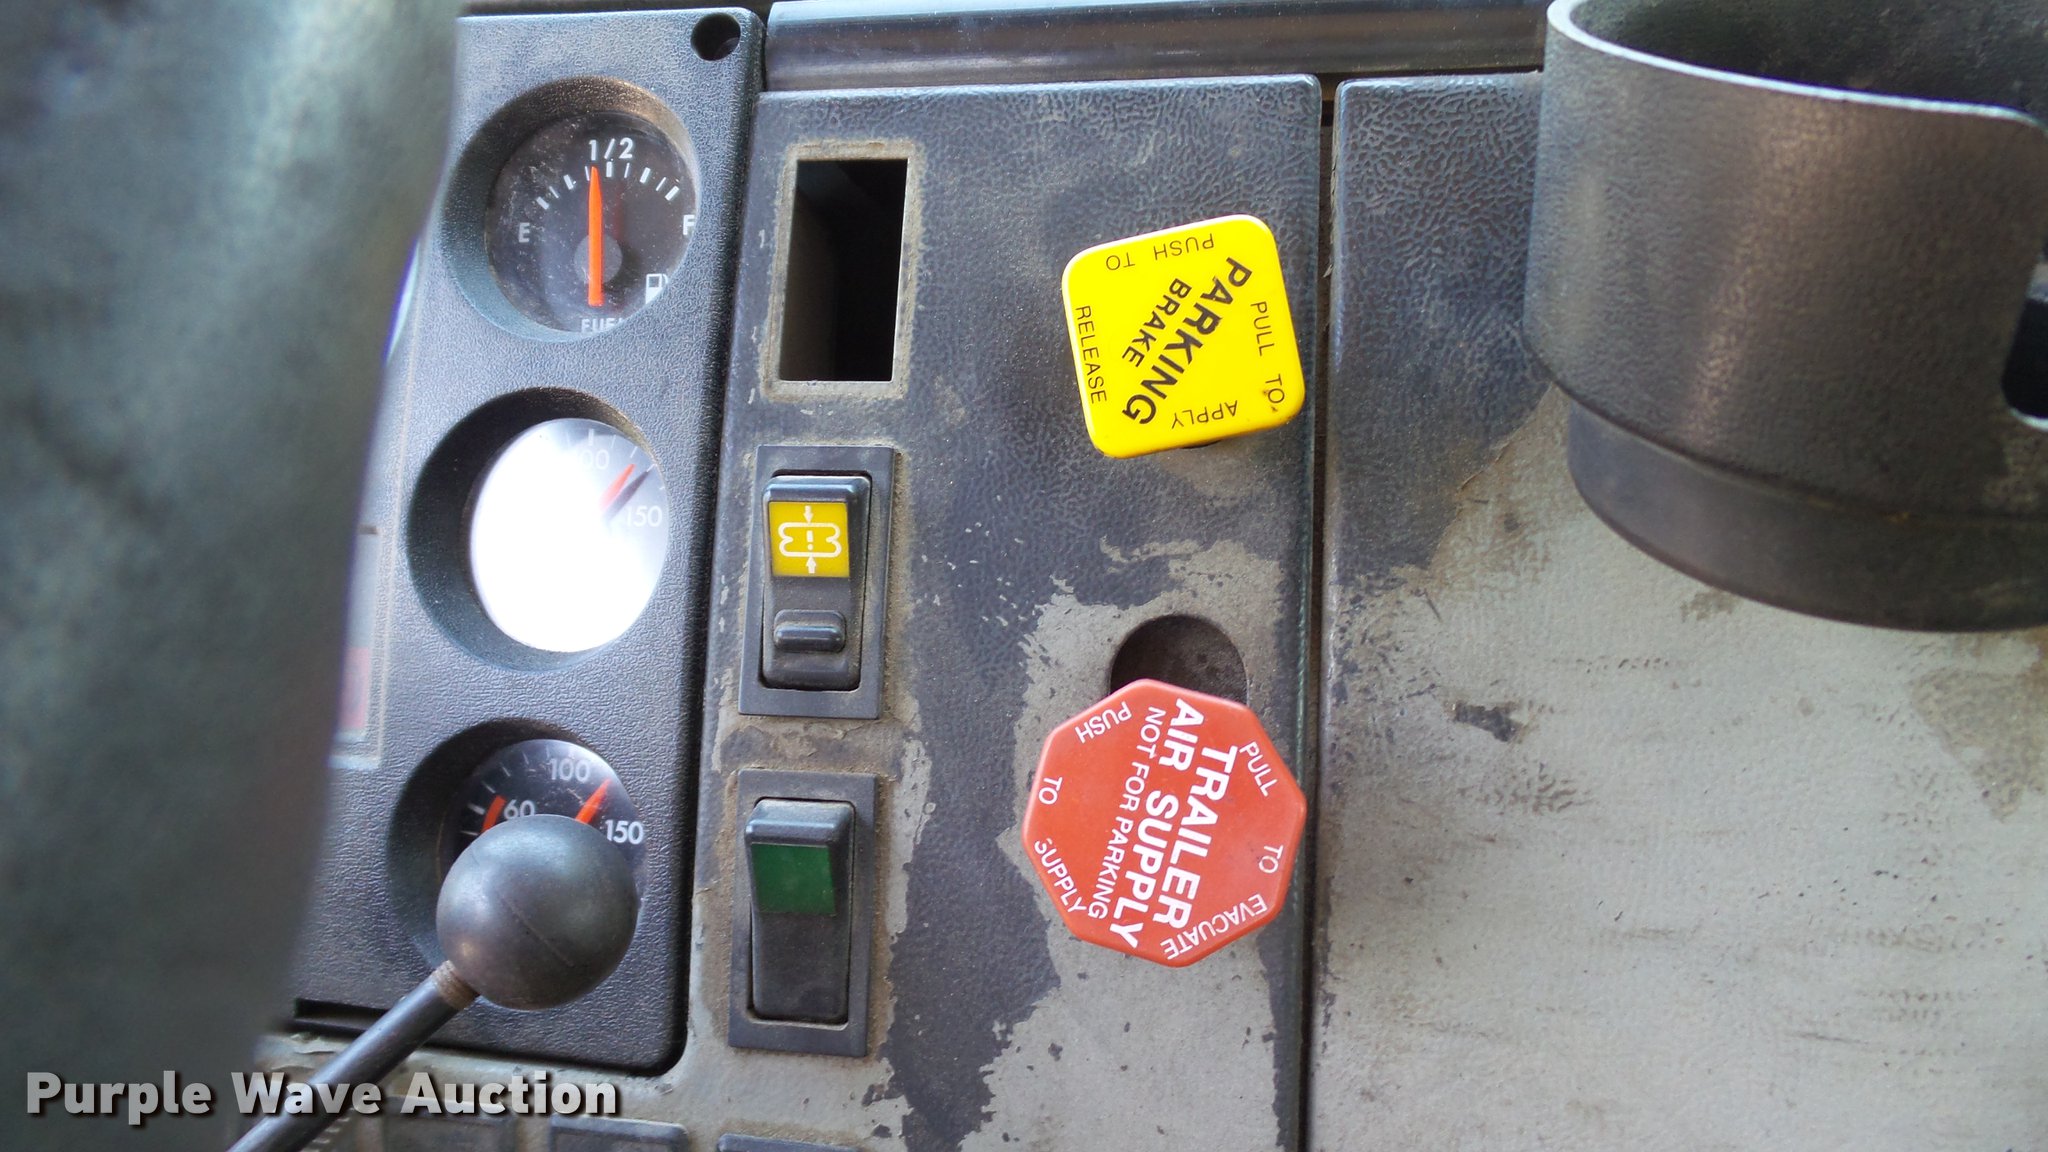 1/2
E
F
FUEL
100
150
60
100
150
PUSH TO
RELEASE
PARKING
BRAKE
PULL TO
APPLY
PUSH TO SUPPLY
TRAILER
AIR SUPPLY
NOT FOR PARKING
PULL TO EVACUATE
Purple Wave Auction